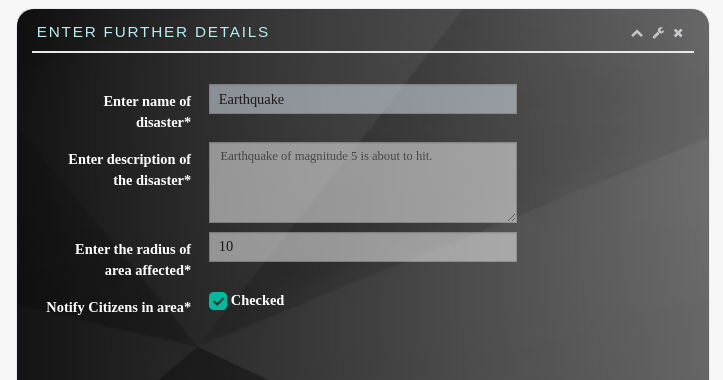 ENTER FURTHER DETAILS
Enter name of
disaster*
Earthquake
Enter description of
the disaster*
Earthquake of magnitude 5 is about to hit.
Enter the radius of
area affected*
10
Notify Citizens in area*
Checked